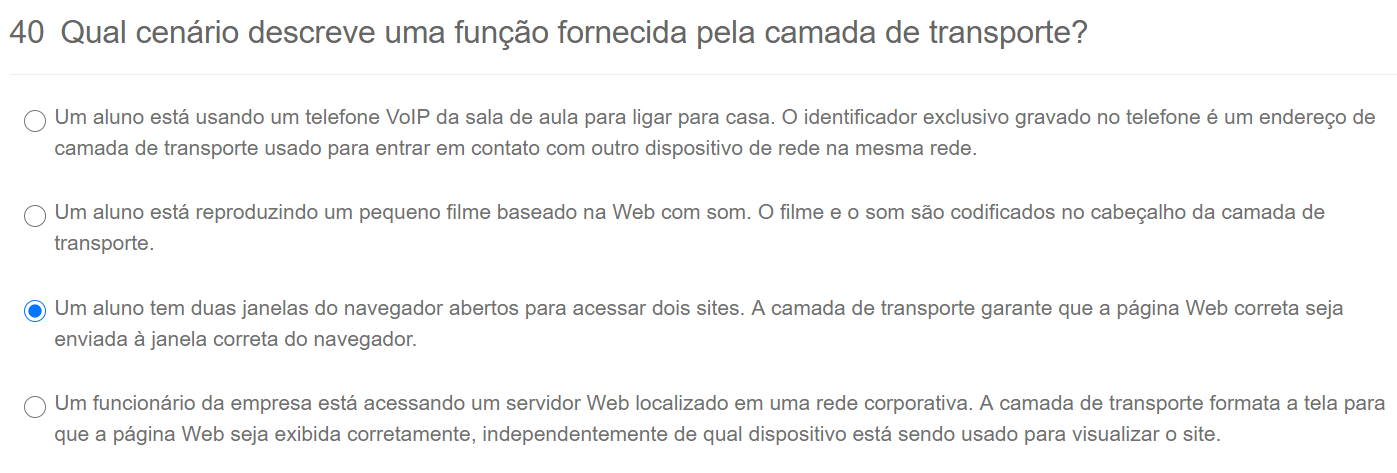 40 Qual cenário descreve uma função fornecida pela camada de transporte?
Um aluno está usando um telefone VoIP da sala de aula para ligar para casa. O identificador exclusivo gravado no telefone é um endereço de
camada de transporte usado para entrar em contato com outro dispositivo de rede na mesma rede.
Um aluno está reproduzindo um pequeno filme baseado na Web com som. O filme e o som são codificados no cabeçalho da camada de
transporte.
Um aluno tem duas janelas do navegador abertos para acessar dois sites. A camada de transporte garante que a página Web correta seja
enviada à janela correta do navegador.
Um funcionário da empresa está acessando um servidor Web localizado em uma rede corporativa. A camada de transporte formata a tela para
que a página Web seja exibida corretamente, independentemente de qual dispositivo está sendo usado para visualizar o site.